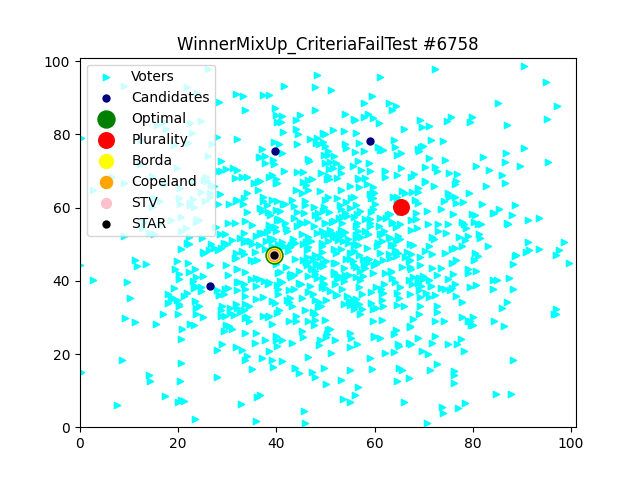 WinnerMixUp_CriteriaFailTest #6758
100
80
60
40
20
0
Voters
Candidates
Optimal
Plurality
Borda
Copeland
STV
STAR
0 20 40 60 80 100